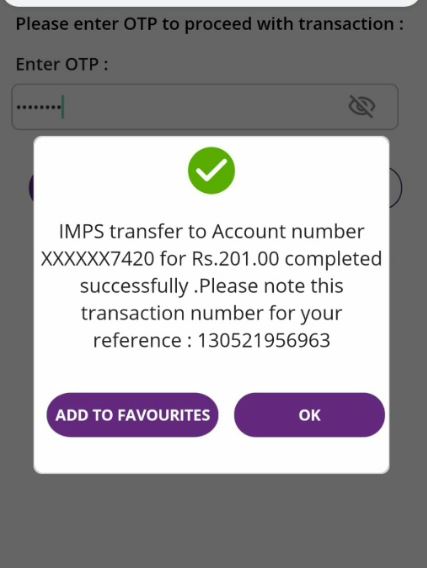 Please enter OTP to proceed with transaction :
Enter OTP :
••••••••
IMPS transfer to Account number
XXXXXX7420 for Rs.201.00 completed
successfully .Please note this
transaction number for your
reference : 130521956963
ADD TO FAVOURITES
OK